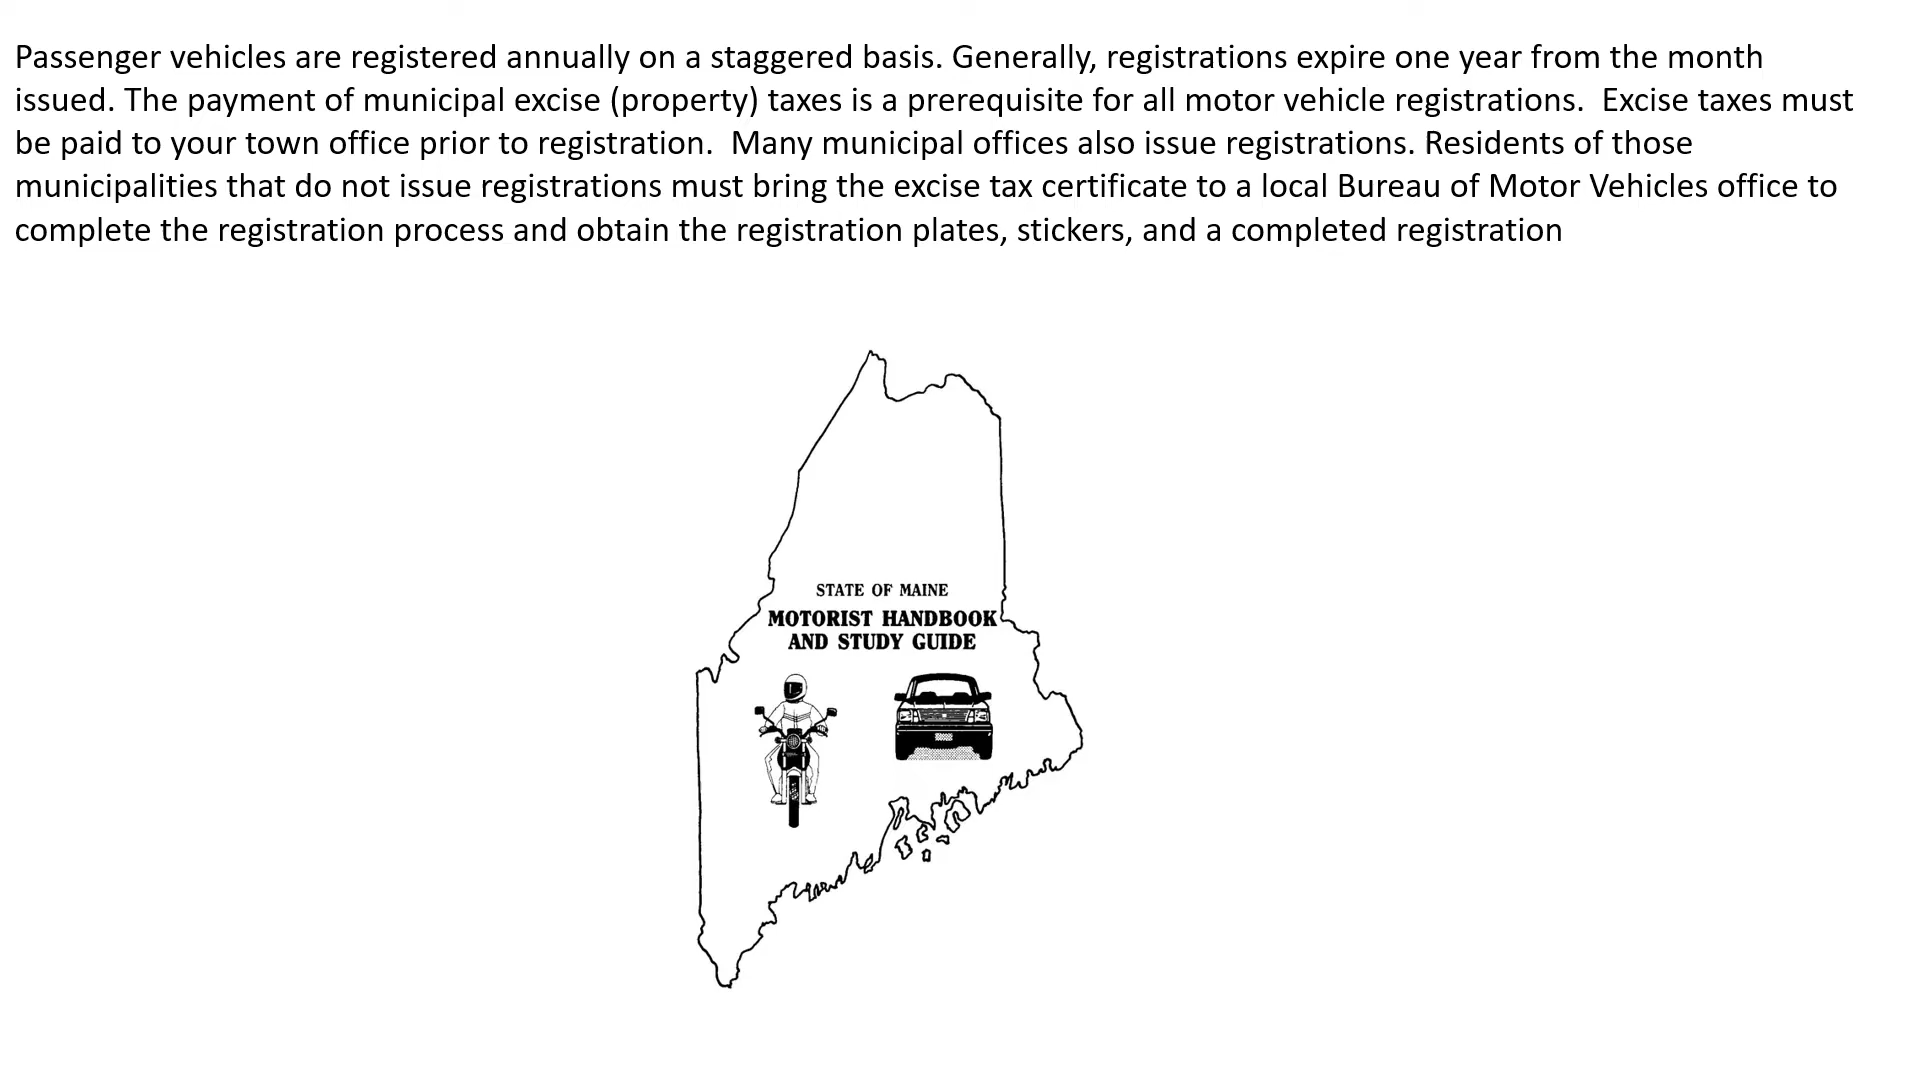 Passenger vehicles are registered annually on a staggered basis. Generally, registrations expire one year from the month
issued. The payment of municipal excise (property) taxes is a prerequisite for all motor vehicle registrations.  Excise taxes must
be paid to your town office prior to registration.  Many municipal offices also issue registrations. Residents of those
municipalities that do not issue registrations must bring the excise tax certificate to a local Bureau of Motor Vehicles office to
complete the registration process and obtain the registration plates, stickers, and a completed registration
STATE OF MAINE
MOTORIST HANDBOOK
AND STUDY GUIDE